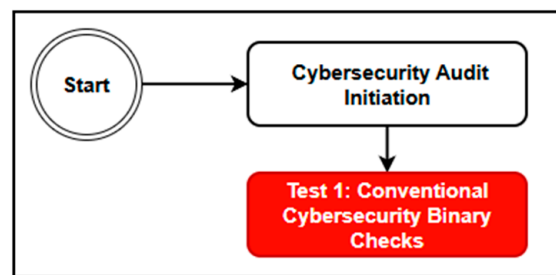 Start
Cybersecurity Audit
Initiation
Test 1: Conventional
Cybersecurity Binary
Checks